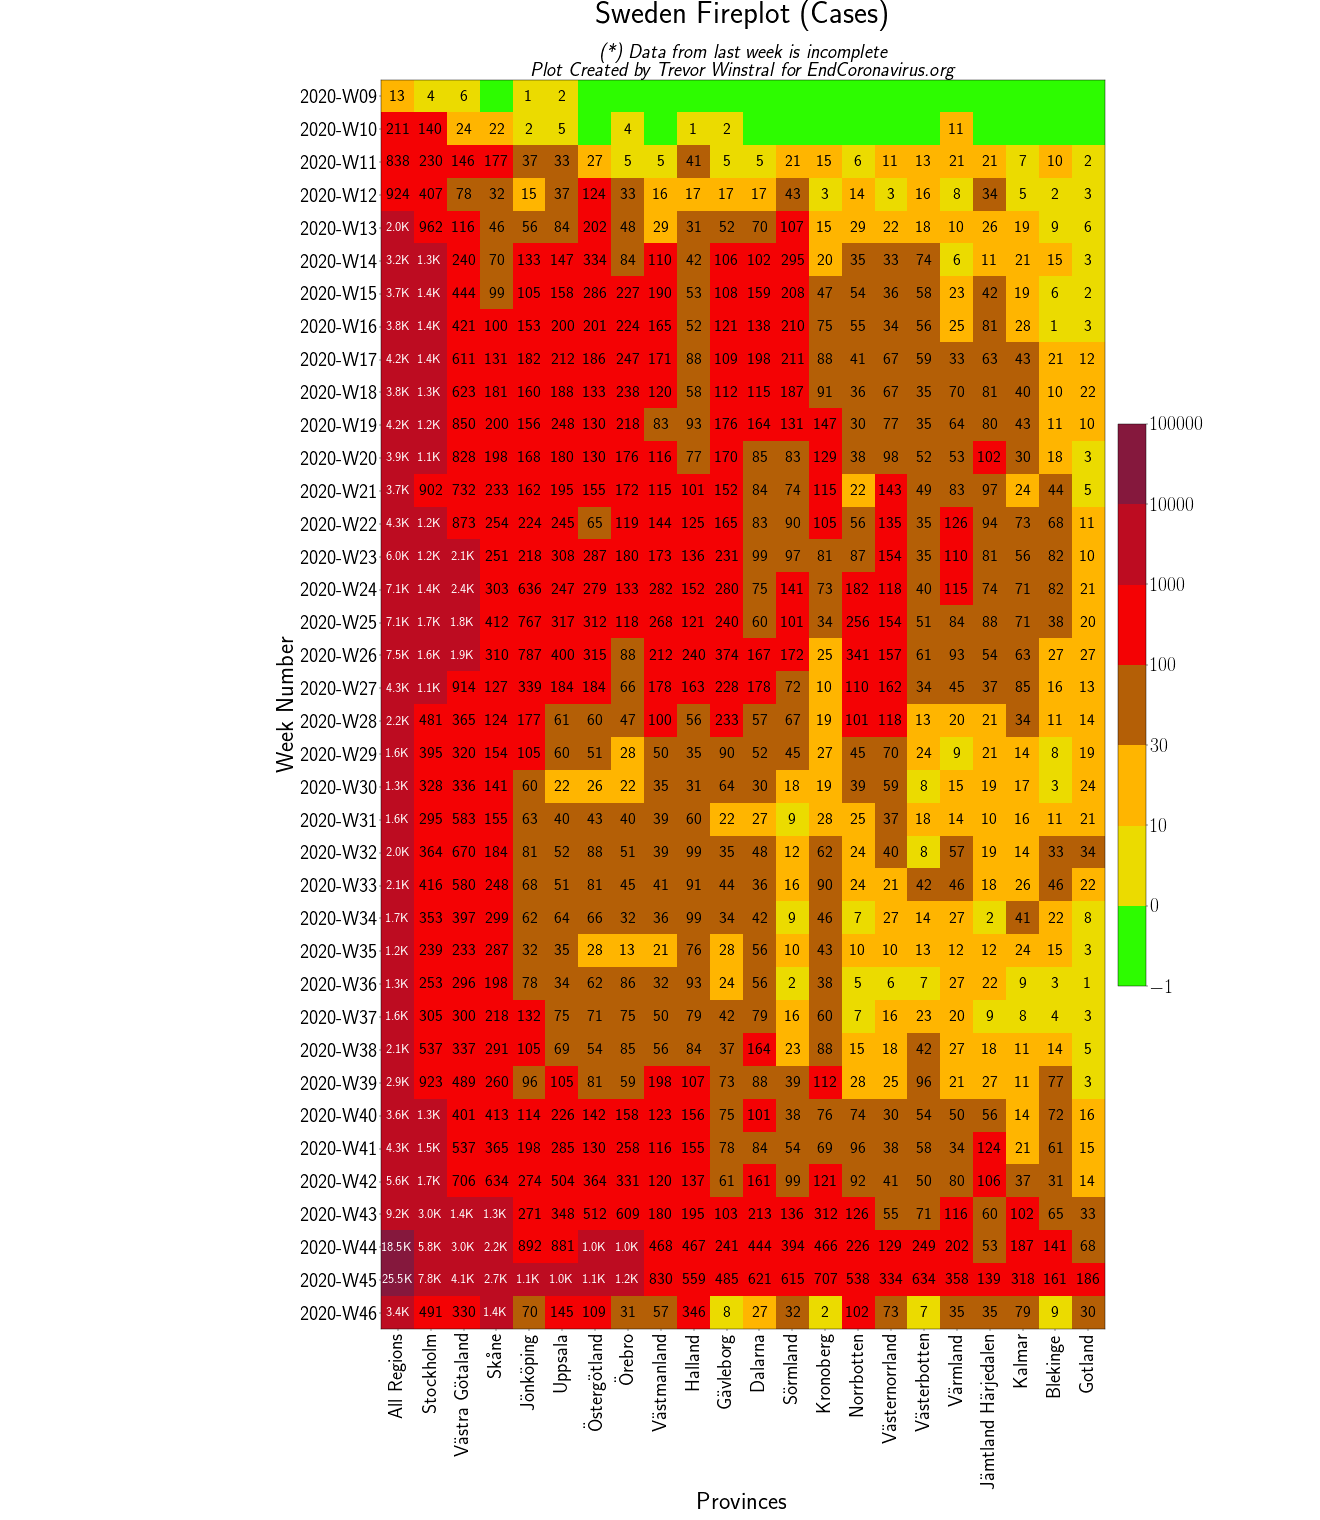 Sweden Fireplot (Cases)
(*) Data from last week is incomplete
Plot Created by Trevor Winstral for EndCoronavirus.org
2020-W09 13 4 6 1 2
2020-W10 211 140 24 22 2 5 4 1 2 11
2020-W11 838 230 146 177 37 33 27 5 5 41 5 5 21 15 6 11 13 21 21 7 10 2
2020-W12 924 407 78 32 15 37 124 33 16 17 17 17 43 3 14 3 16 8 34 5 2 3
2020-W13 2.0K 962 116 46 56 84 202 48 29 31 52 70 107 15 29 22 18 10 26 19 9 6
2020-W14 3.2K 1.3K 240 70 133 147 334 84 110 42 106 102 295 20 35 33 74 6 11 21 15 3
2020-W15 3.7K 1.4K 444 99 105 158 286 227 190 53 108 159 208 47 54 36 58 23 42 19 6 2
2020-W16 3.8K 1.4K 421 100 153 200 201 224 165 52 121 138 210 75 55 34 56 25 81 28 1 3
2020-W17 4.2K 1.4K 611 131 182 212 186 247 171 88 109 198 211 88 41 67 59 33 63 43 21 12
2020-W18 3.8K 1.3K 623 181 160 188 133 238 120 58 112 115 187 91 36 67 35 70 81 40 10 22
2020-W19 4.2K 1.2K 850 200 156 248 130 218 83 93 176 164 131 147 30 77 35 64 80 43 11 10
2020-W20 3.9K 1.1K 828 198 168 180 130 176 116 77 170 85 83 129 38 98 52 53 102 30 18 3
2020-W21 3.7K 902 732 233 162 195 155 172 115 101 152 84 74 115 22 143 49 83 97 24 44 5
2020-W22 4.3K 1.2K 873 254 224 245 65 119 144 125 165 83 90 105 56 135 35 126 94 73 68 11
2020-W23 6.0K 1.2K 2.1K 251 218 308 287 180 173 136 231 99 97 81 87 154 35 110 81 56 82 10
2020-W24 7.1K 1.4K 2.4K 303 636 247 279 133 282 152 280 75 141 73 182 118 40 115 74 71 82 21
2020-W25 7.1K 1.7K 1.8K 412 767 317 312 118 268 121 240 60 101 34 256 154 51 84 88 71 38 20
2020-W26 7.5K 1.6K 1.9K 310 787 400 315 88 212 240 374 167 172 25 341 157 61 93 54 63 27 27
2020-W27 4.3K 1.1K 914 127 339 184 184 66 178 163 228 178 72 10 110 162 34 45 37 85 16 13
2020-W28 2.2K 481 365 124 177 61 60 47 100 56 233 57 67 19 101 118 13 20 21 34 11 14
2020-W29 1.6K 395 320 154 105 60 51 28 50 35 90 52 45 27 45 70 24 9 21 14 8 19
2020-W30 1.3K 328 336 141 60 22 26 22 35 31 64 30 18 19 39 59 8 15 19 17 3 24
2020-W31 1.6K 295 583 155 63 40 43 40 39 60 22 27 9 28 25 37 18 14 10 16 11 21
2020-W32 2.0K 364 670 184 81 52 88 51 39 99 35 48 12 62 24 40 8 57 19 14 33 34
2020-W33 2.1K 416 580 248 68 51 81 45 41 91 44 36 16 90 24 21 42 46 18 26 46 22
2020-W34 1.7K 353 397 299 62 64 66 32 36 99 34 42 9 46 7 27 14 27 2 41 22 8
2020-W35 1.2K 239 233 287 32 35 28 13 21 76 28 56 10 43 10 10 13 12 12 24 15 3
2020-W36 1.3K 253 296 198 78 34 62 86 32 93 24 56 2 38 5 6 7 27 22 9 3 1
2020-W37 1.6K 305 300 218 132 75 71 75 50 79 42 79 16 60 7 16 23 20 9 8 4 3
2020-W38 2.1K 537 337 291 105 69 54 85 56 84 37 164 23 88 15 18 42 27 18 11 14 5
2020-W39 2.9K 923 489 260 96 105 81 59 198 107 73 88 39 112 28 25 96 21 27 11 77 3
2020-W40 3.6K 1.3K 401 413 114 226 142 158 123 156 75 101 38 76 74 30 54 50 56 14 72 16
2020-W41 4.3K 1.5K 537 365 198 285 130 258 116 155 78 84 54 69 96 38 58 34 124 21 61 15
2020-W42 5.6K 1.7K 706 634 274 504 364 331 120 137 61 161 99 121 92 41 50 80 106 37 31 14
2020-W43 9.2K 3.0K 1.4K 1.3K 271 348 512 609 180 195 103 213 136 312 126 55 71 116 60 102 65 33
2020-W44 18.5K 5.8K 3.0K 2.2K 892 881 1.0K 1.0K 468 467 241 444 394 466 226 129 249 202 53 187 141 68
2020-W45 25.5K 7.8K 4.1K 2.7K 1.1K 1.0K 1.1K 1.2K 830 559 485 621 615 707 538 334 634 358 139 318 161 186
2020-W46 3.4K 491 330 1.4K 70 145 109 31 57 346 8 27 32 2 102 73 7 35 35 79 9 30
Week Number
All Regions
Stockholm
Västra Götaland
Skåne
Jönköping
Uppsala
Östergötland
Örebro
Västmanland
Halland
Gävleborg
Dalarna
Sörmland
Kronoberg
Norrbotten
Västernorrland
Västerbotten
Värmland
Jämtland Härjedalen
Kalmar
Blekinge
Gotland
Provinces
100000
10000
1000
100
30
10
0
−1